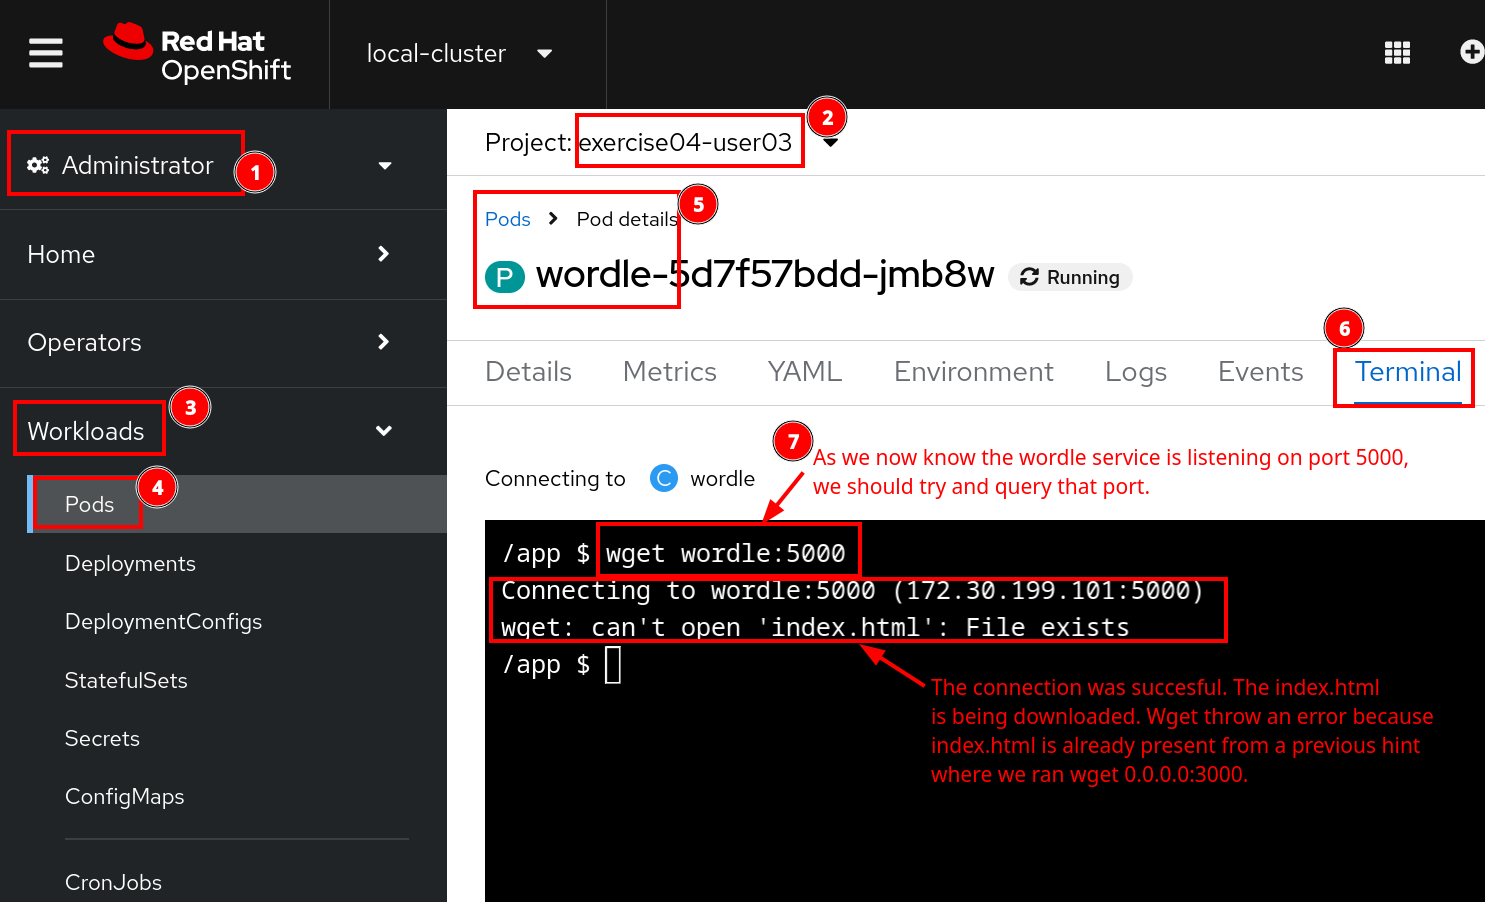 Red Hat
OpenShift
local-cluster
Administrator
1
Home
Operators
Workloads
3
Pods
4
Deployments
DeploymentConfigs
StatefulSets
Secrets
ConfigMaps
CronJobs
Project: exercise04-user03
2
Pods > Pod details
5
P wordle-5d7f57bdd-jmb8w Running
6
Details Metrics YAML Environment Logs Events Terminal
7
As we now know the wordle service is listening on port 5000,
we should try and query that port.
Connecting to C wordle
/app $ wget wordle:5000
Connecting to wordle:5000 (172.30.199.101:5000)
wget: can't open 'index.html': File exists
/app $
The connection was succesful. The index.html
is being downloaded. Wget throw an error because
index.html is already present from a previous hint
where we ran wget 0.0.0.0:3000.